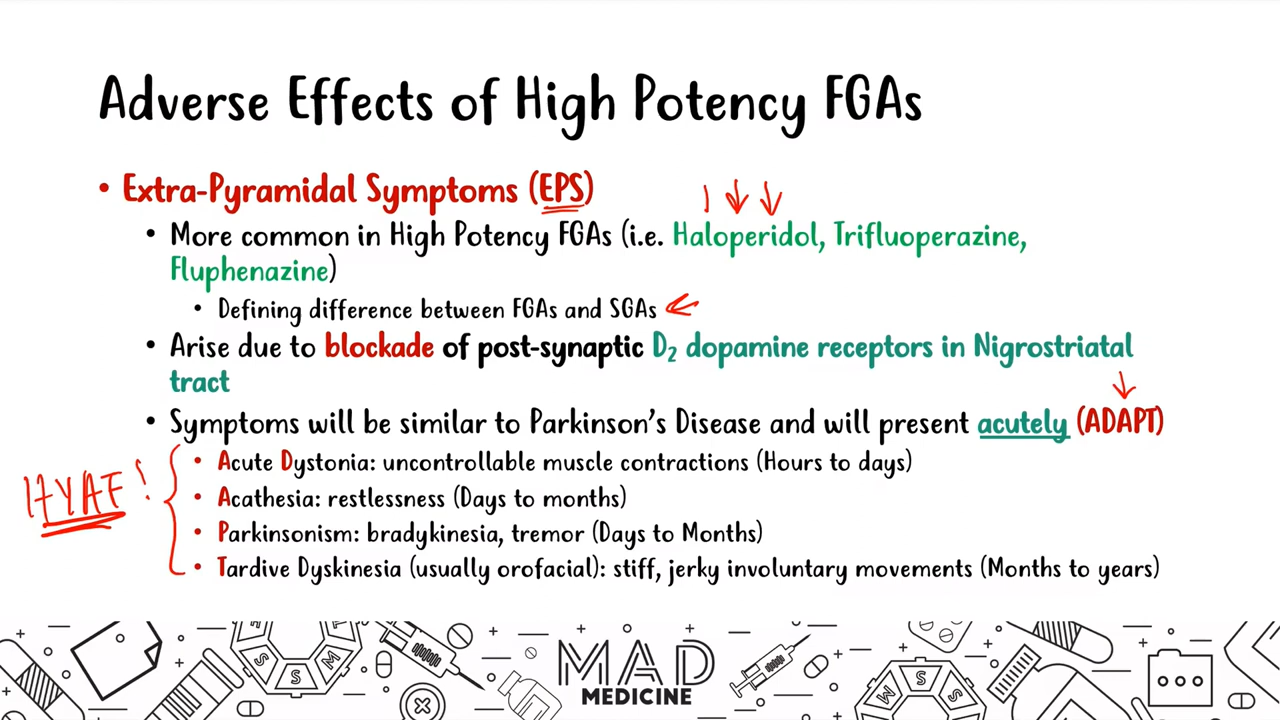 Adverse Effects of High Potency FGAs
• Extra-Pyramidal Symptoms (EPS)
• More common in High Potency FGAs (i.e. Haloperidol, Trifluoperazine,
Fluphenazine)
• Defining difference between FGAs and SGAs
• Arise due to blockade of post-synaptic D₂ dopamine receptors in Nigrostriatal
tract
• Symptoms will be similar to Parkinson's Disease and will present acutely (ADAPT)
• Acute Dystonia: uncontrollable muscle contractions (Hours to days)
• Acathesia: restlessness (Days to months)
HYAF!
• Parkinsonism: bradykinesia, tremor (Days to Months)
• Tardive Dyskinesia (usually orofacial): stiff, jerky involuntary movements (Months to years)
MAD
MEDICINE
S
S
M
M
S
S